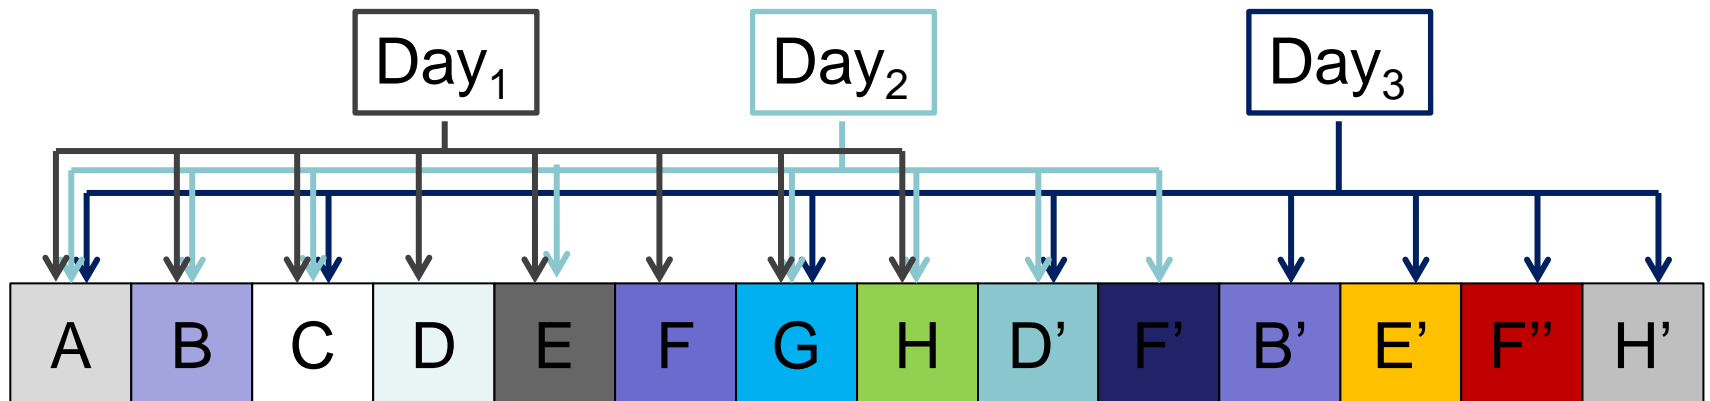 Day₁ Day₂ Day₃
A B C D E F G H D’ F’ B’ E’ F’’ H’